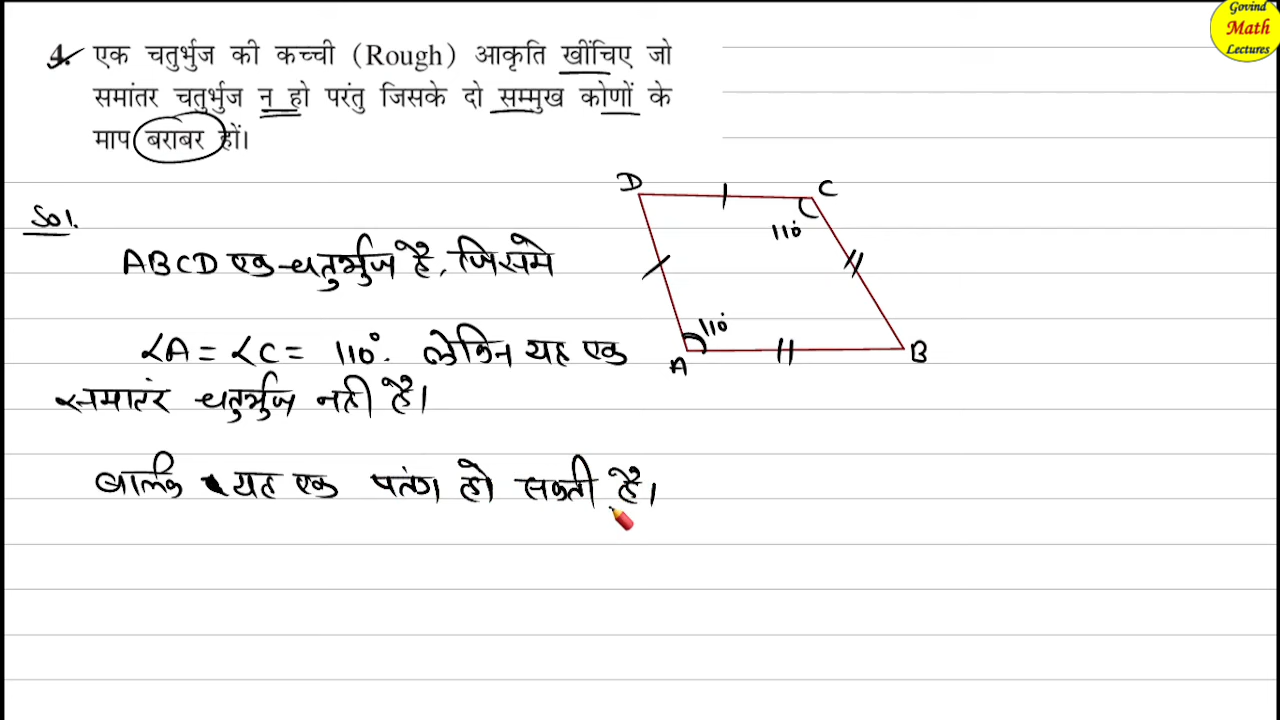 Govind
Math
Lectures
4. एक चतुर्भुज की कच्ची (Rough) आकृति खींचिए जो
समांतर चतुर्भुज न हो परंतु जिसके दो सम्मुख कोणों के
माप बराबर हों।
Sol.
ABCD एक चतुर्भुज है, जिसमे
∠A = ∠C = 110°. लेकिन यह एक
समातंर चतुर्भुज नही है।
बल्कि यह एक पतंग हो सकती है।
D
C
110°
110°
A
B